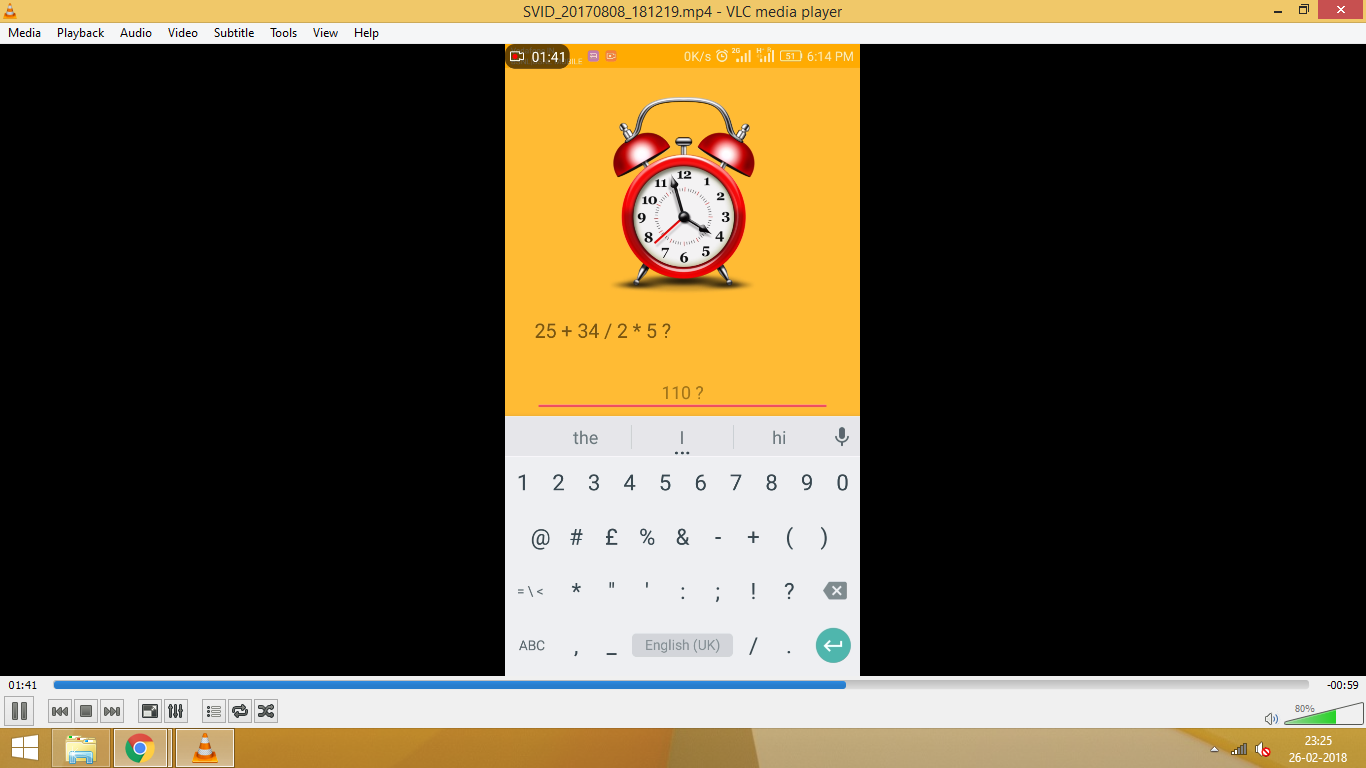 SVID_20170808_181219.mp4 - VLC media player
Media Playback Audio Video Subtitle Tools View Help
01:41 0K/s 2G H 51 6:14 PM
11 12 1
10 2
9 3
8 4
7 6 5
25 + 34 / 2 * 5 ?
110 ?
the I hi
1 2 3 4 5 6 7 8 9 0
@ # £ % & - + ( )
= \ < * " ' : ; ! ?
ABC , _ English (UK) / .
01:41 -00:59
80%
23:25
26-02-2018